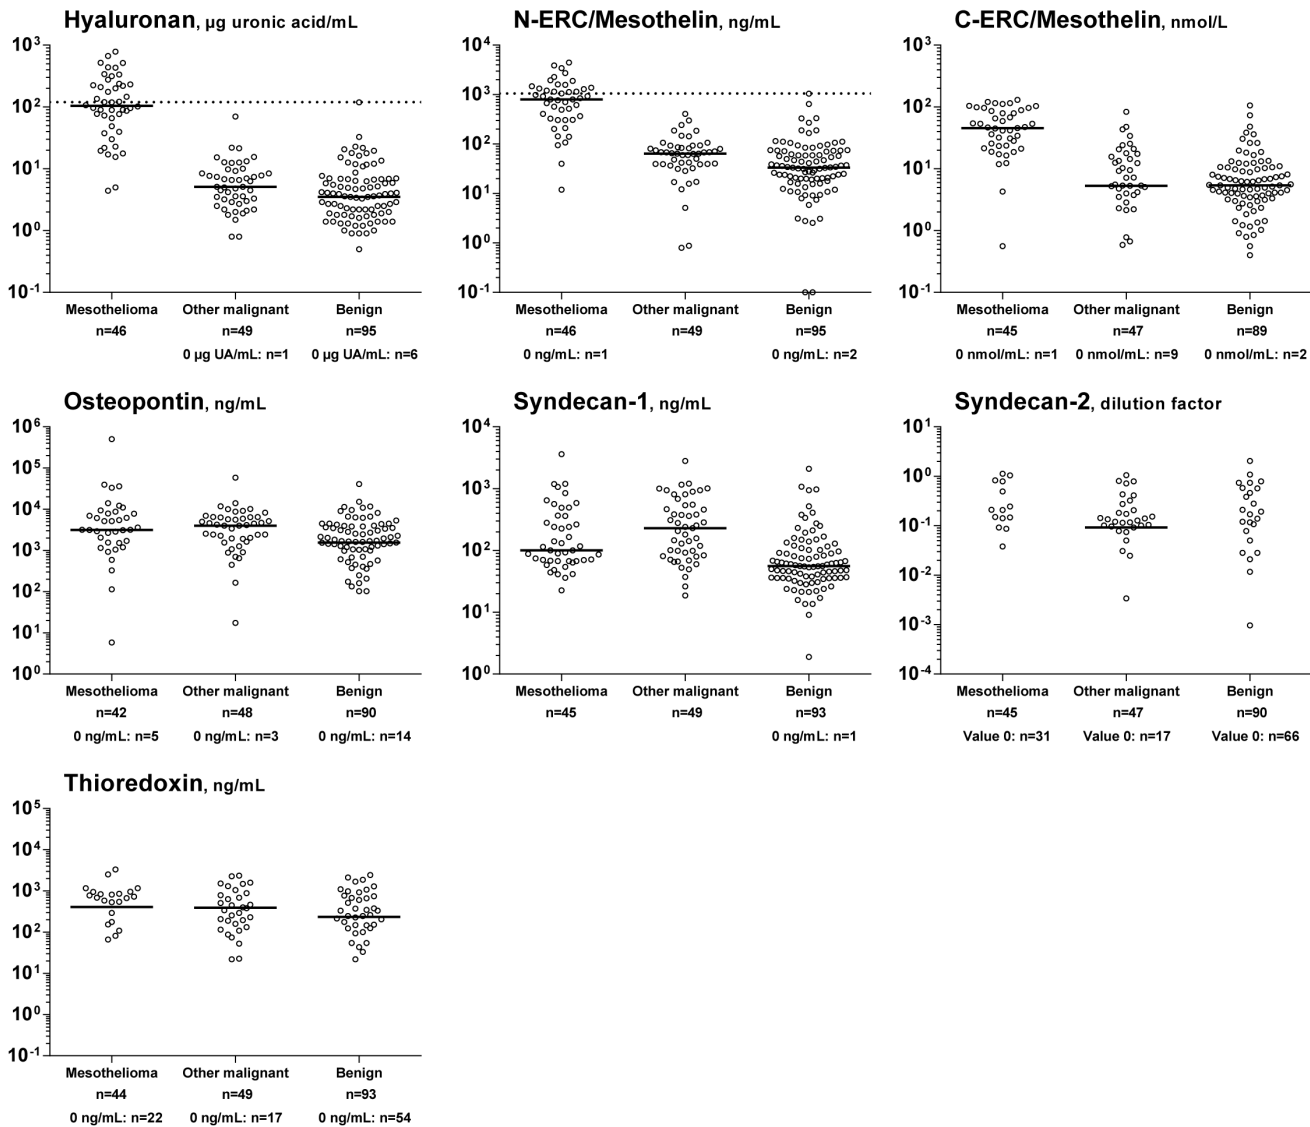 Hyaluronan, µg uronic acid/mL
10³
10²
10¹
10⁰
10⁻¹
Mesothelioma Other malignant Benign
n=46 n=49 n=95
0 µg UA/mL: n=1 0 µg UA/mL: n=6
N-ERC/Mesothelin, ng/mL
10⁴
10³
10²
10¹
10⁰
10⁻¹
Mesothelioma Other malignant Benign
n=46 n=49 n=95
0 ng/mL: n=1 0 ng/mL: n=2
C-ERC/Mesothelin, nmol/L
10³
10²
10¹
10⁰
10⁻¹
Mesothelioma Other malignant Benign
n=45 n=47 n=89
0 nmol/mL: n=1 0 nmol/mL: n=9 0 nmol/mL: n=2
Osteopontin, ng/mL
10⁶
10⁵
10⁴
10³
10²
10¹
10⁰
Mesothelioma Other malignant Benign
n=42 n=48 n=90
0 ng/mL: n=5 0 ng/mL: n=3 0 ng/mL: n=14
Syndecan-1, ng/mL
10⁴
10³
10²
10¹
10⁰
Mesothelioma Other malignant Benign
n=45 n=49 n=93
0 ng/mL: n=1
Syndecan-2, dilution factor
10¹
10⁰
10⁻¹
10⁻²
10⁻³
10⁻⁴
Mesothelioma Other malignant Benign
n=45 n=47 n=90
Value 0: n=31 Value 0: n=17 Value 0: n=66
Thioredoxin, ng/mL
10⁵
10⁴
10³
10²
10¹
10⁰
10⁻¹
Mesothelioma Other malignant Benign
n=44 n=49 n=93
0 ng/mL: n=22 0 ng/mL: n=17 0 ng/mL: n=54